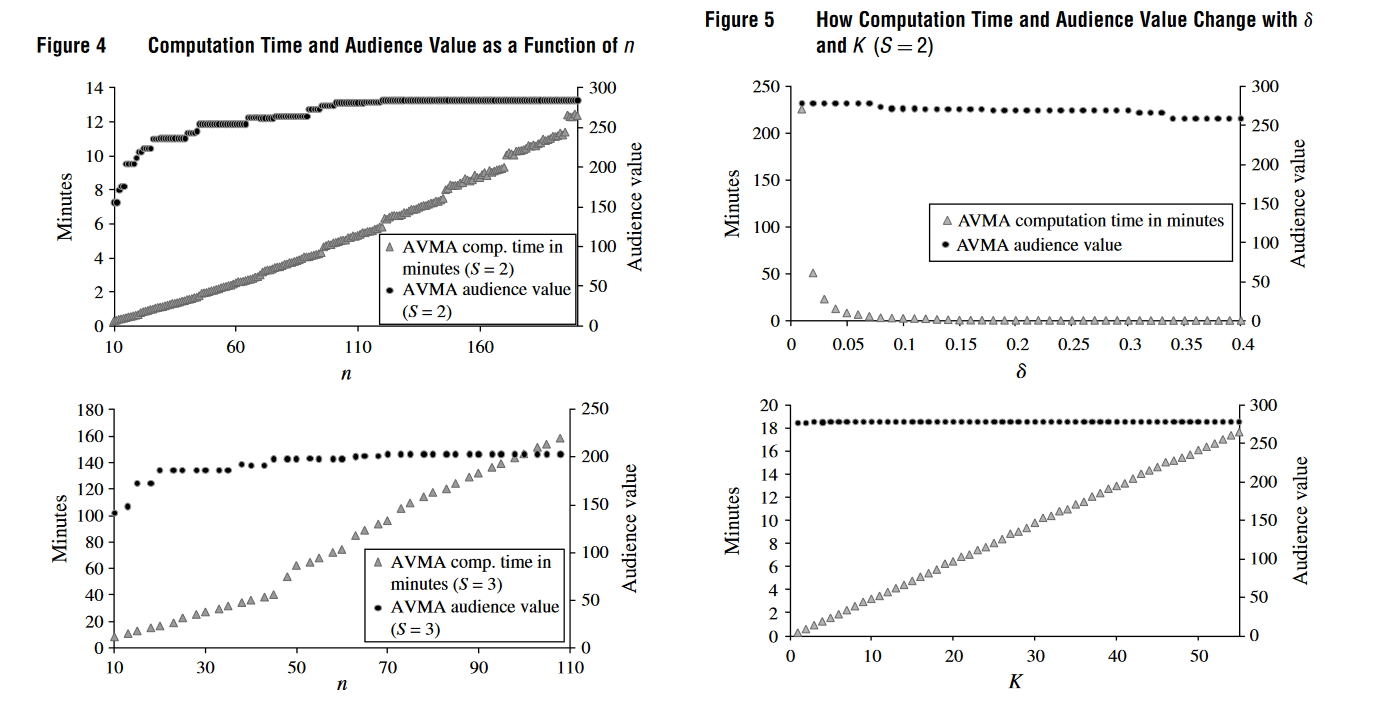 Figure 4 Computation Time and Audience Value as a Function of n
14
12
10
8
6
4
2
0
Minutes
300
250
200
150
100
50
0
Audience value
AVMA comp. time in
minutes (S = 2)
AVMA audience value
(S = 2)
10 60 110 160
n
180
160
140
120
100
80
60
40
20
0
Minutes
250
200
150
100
50
0
Audience value
AVMA comp. time in
minutes (S = 3)
AVMA audience value
(S = 3)
10 30 50 70 90 110
n
Figure 5 How Computation Time and Audience Value Change with δ
and K (S = 2)
250
200
150
100
50
0
Minutes
300
250
200
150
100
50
0
Audience value
AVMA computation time in minutes
AVMA audience value
0 0.05 0.1 0.15 0.2 0.25 0.3 0.35 0.4
δ
20
18
16
14
12
10
8
6
4
2
0
Minutes
300
250
200
150
100
50
0
Audience value
0 10 20 30 40 50
K